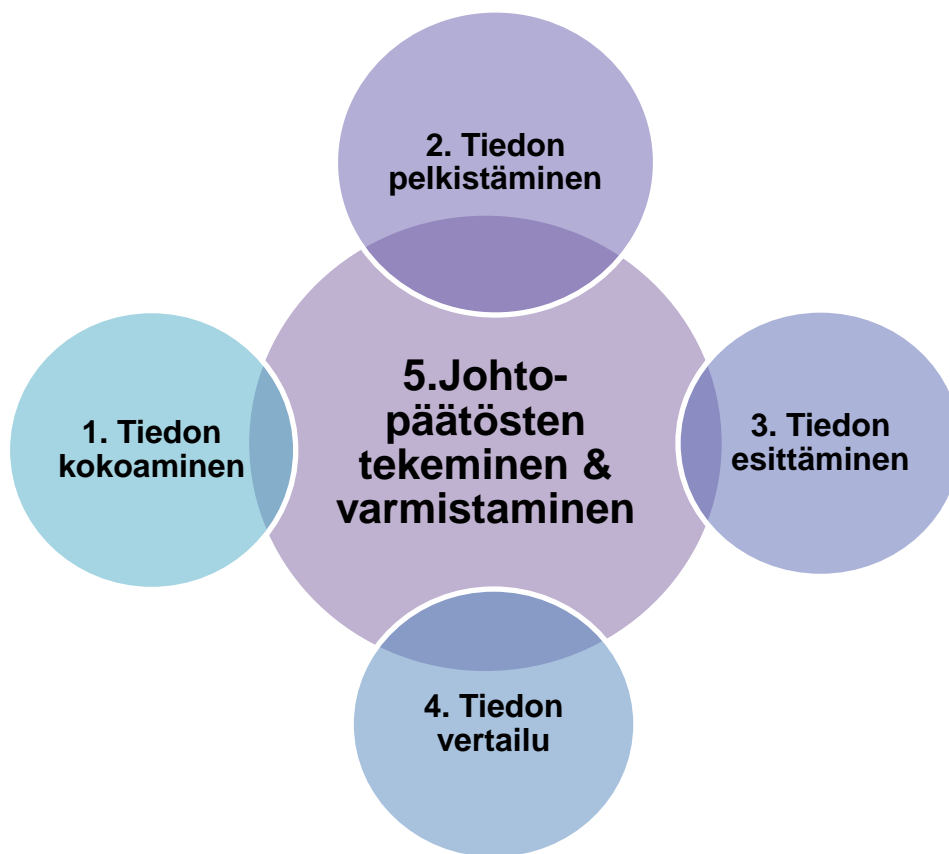 2. Tiedon
pelkistäminen
1. Tiedon
kokoaminen
5.Johto-
päätösten
tekeminen &
varmistaminen
3. Tiedon
esittäminen
4. Tiedon
vertailu